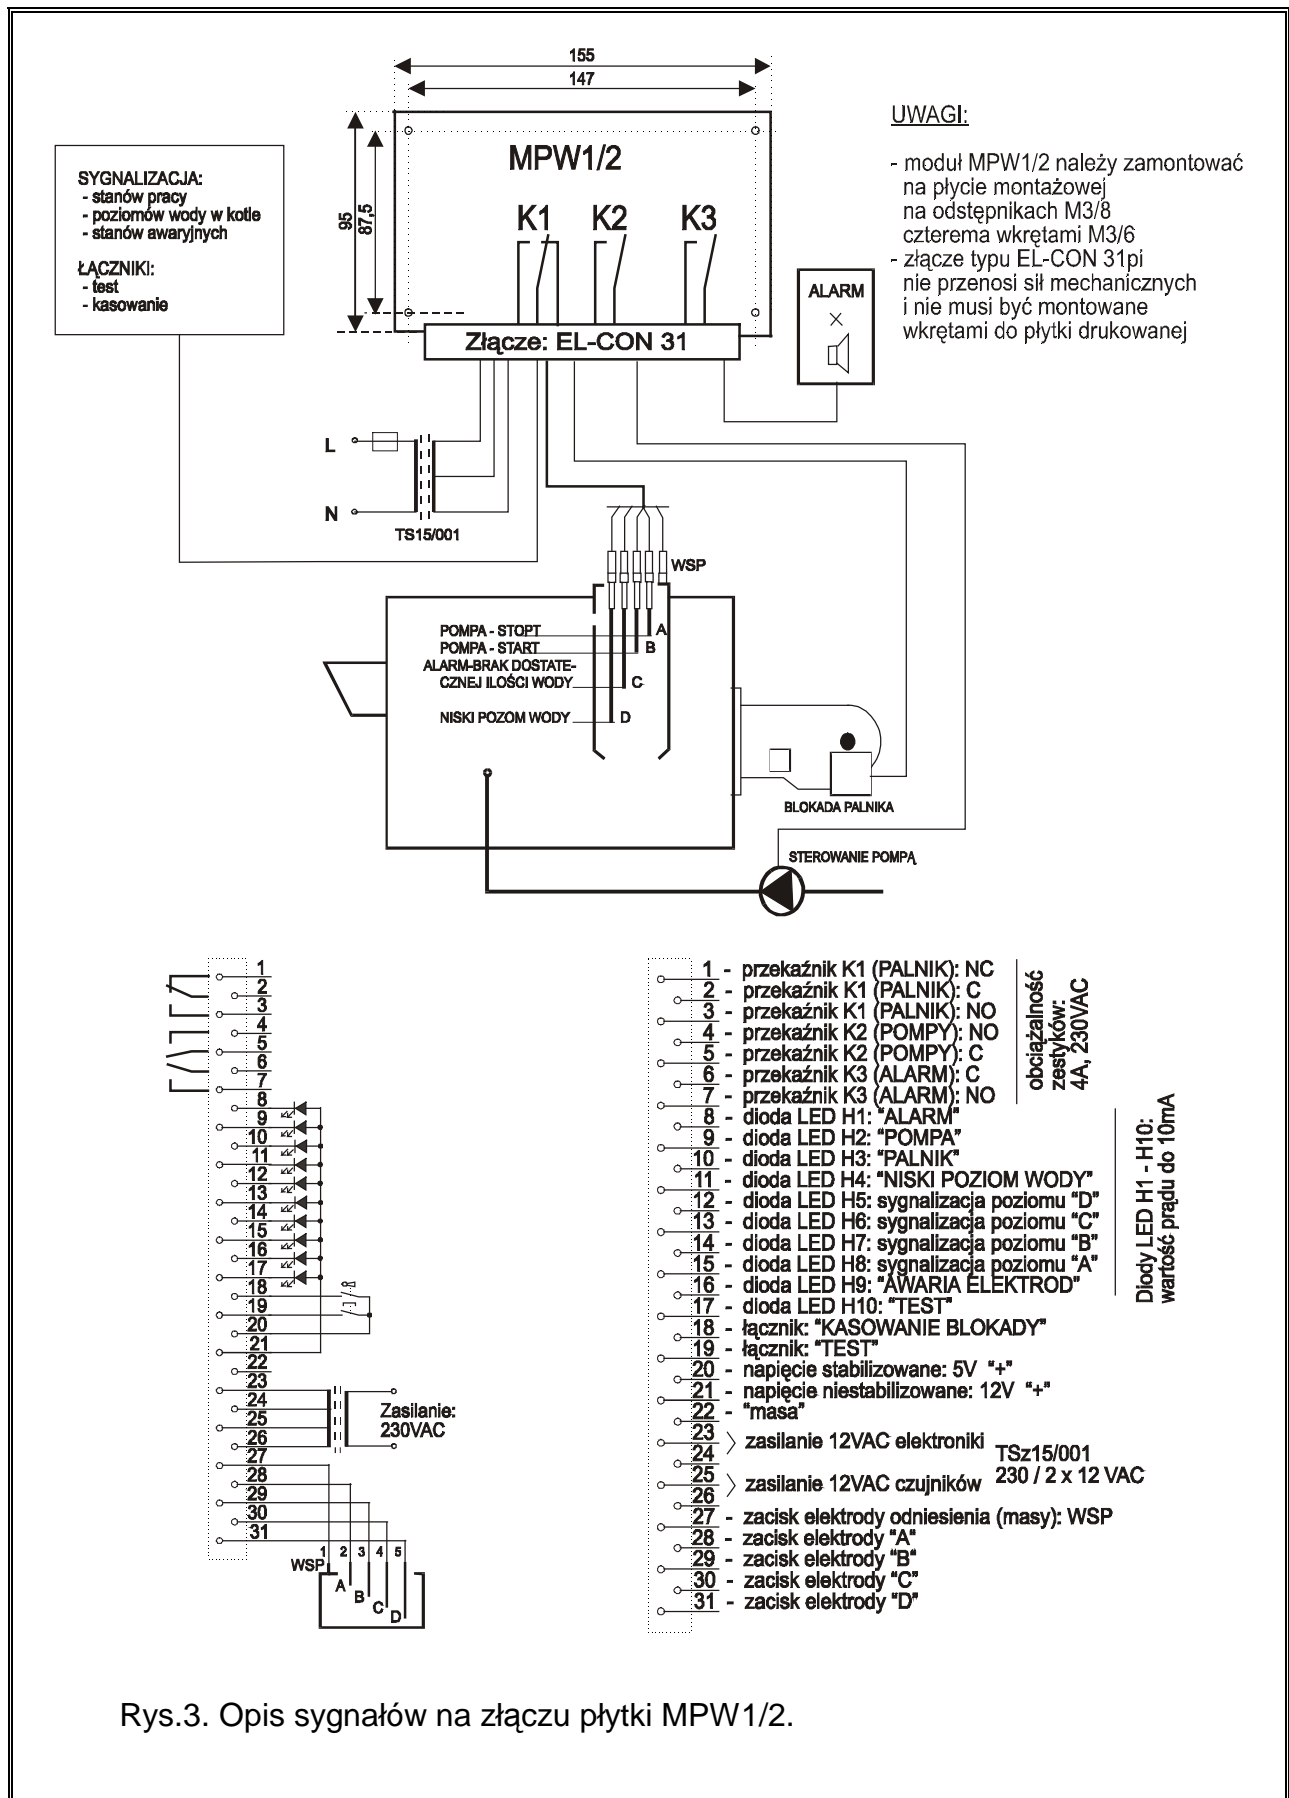 155
147
95
87,5
MPW1/2
K1 K2 K3
Złącze: EL-CON 31
SYGNALIZACJA:
- stanów pracy
- poziomów wody w kotle
- stanów awaryjnych
ŁĄCZNIKI:
- test
- kasowanie
UWAGI:
- moduł MPW1/2 należy zamontować
na płycie montażowej
na odstępnikach M3/8
czterema wkrętami M3/6
- złącze typu EL-CON 31pi
nie przenosi sił mechanicznych
i nie musi być montowane
wkrętami do płytki drukowanej
ALARM
L
N
TS15/001
WSP
POMPA - STOPT
A
POMPA - START
B
ALARM-BRAK DOSTATE-
CZNEJ ILOŚCI WODY
C
NISKI POZOM WODY
D
BLOKADA PALNIKA
STEROWANIE POMPĄ
1
2
3
4
5
6
7
8
9
10
11
12
13
14
15
16
17
18
19
20
21
22
23
24
25
26
27
28
29
30
31
Zasilanie:
230VAC
1 2 3 4 5
WSP
A
B
C
D
1 - przekaźnik K1 (PALNIK): NC
2 - przekaźnik K1 (PALNIK): C
3 - przekaźnik K1 (PALNIK): NO
4 - przekaźnik K2 (POMPY): NO
5 - przekaźnik K2 (POMPY): C
6 - przekaźnik K3 (ALARM): C
7 - przekaźnik K3 (ALARM): NO
8 - dioda LED H1: “ALARM”
9 - dioda LED H2: “POMPA”
10 - dioda LED H3: “PALNIK”
11 - dioda LED H4: “NISKI POZIOM WODY”
12 - dioda LED H5: sygnalizacja poziomu “D”
13 - dioda LED H6: sygnalizacja poziomu “C”
14 - dioda LED H7: sygnalizacja poziomu “B”
15 - dioda LED H8: sygnalizacja poziomu “A”
16 - dioda LED H9: “AWARIA ELEKTROD”
17 - dioda LED H10: “TEST”
18 - łącznik: “KASOWANIE BLOKADY”
19 - łącznik: “TEST”
20 - napięcie stabilizowane: 5V “+”
21 - napięcie niestabilizowane: 12V “+”
22 - “masa”
23
24
zasilanie 12VAC elektroniki
25
26
zasilanie 12VAC czujników
TSz15/001
230 / 2 x 12 VAC
27 - zacisk elektrody odniesienia (masy): WSP
28 - zacisk elektrody “A“
29 - zacisk elektrody “B“
30 - zacisk elektrody “C”
31 - zacisk elektrody “D”
obciążalność
zestyków:
4A, 230VAC
Diody LED H1 - H10:
wartość prądu do 10mA
Rys.3. Opis sygnałów na złączu płytki MPW1/2.